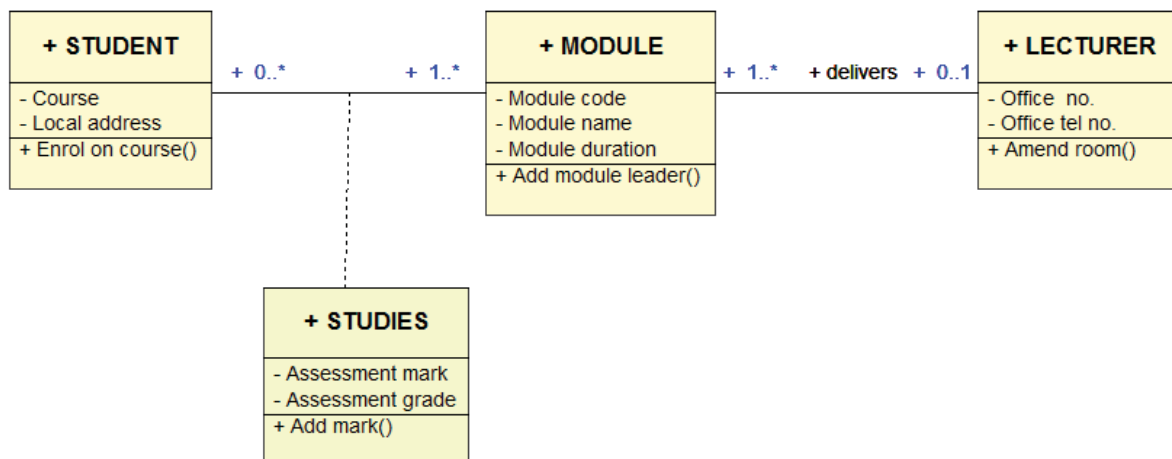 + STUDENT
- Course
- Local address
+ Enrol on course()
+ 0..*
+ 1..*
+ MODULE
- Module code
- Module name
- Module duration
+ Add module leader()
+ 1..*
+ delivers
+ 0..1
+ LECTURER
- Office no.
- Office tel no.
+ Amend room()
+ STUDIES
- Assessment mark
- Assessment grade
+ Add mark()